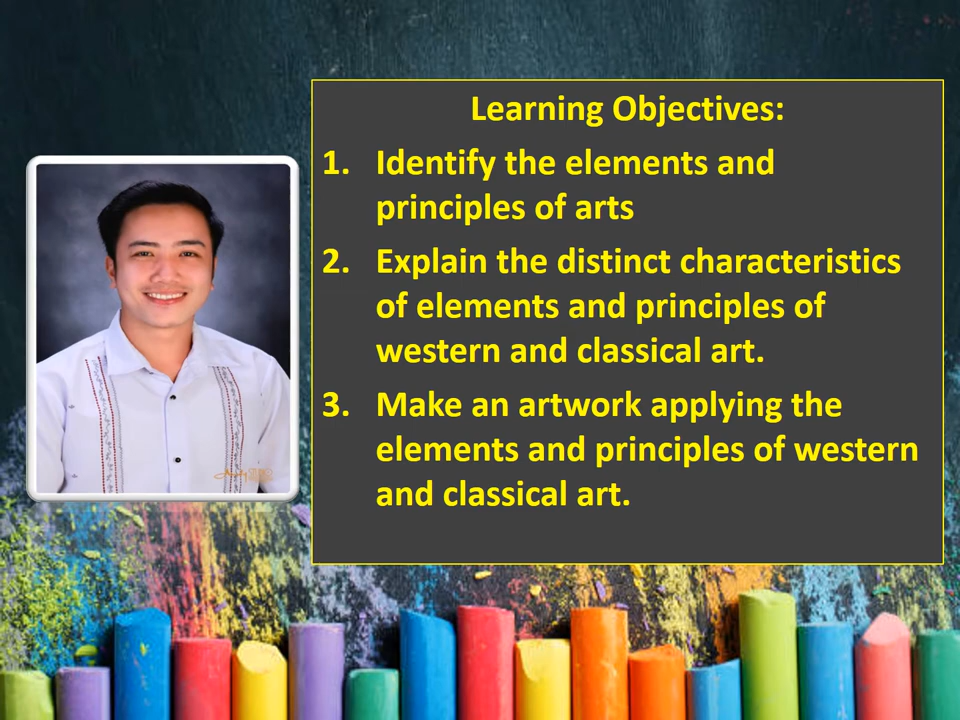 Learning Objectives:
1. Identify the elements and
principles of arts
2. Explain the distinct characteristics
of elements and principles of
western and classical art.
3. Make an artwork applying the
elements and principles of western
and classical art.